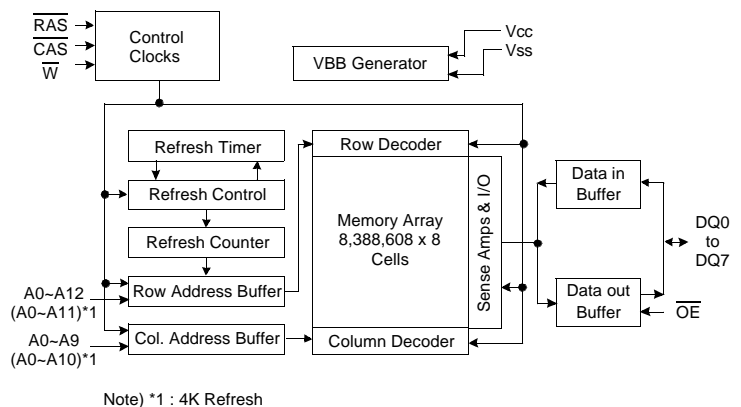 RAS
CAS
W
Control
Clocks
VBB Generator
Vcc
Vss
Refresh Timer
Refresh Control
Refresh Counter
Row Address Buffer
Col. Address Buffer
A0~A12
(A0~A11)*1
A0~A9
(A0~A10)*1
Row Decoder
Memory Array
8,388,608 x 8
Cells
Column Decoder
Sense Amps & I/O
Data in
Buffer
Data out
Buffer
DQ0
to
DQ7
OE
Note) *1 : 4K Refresh